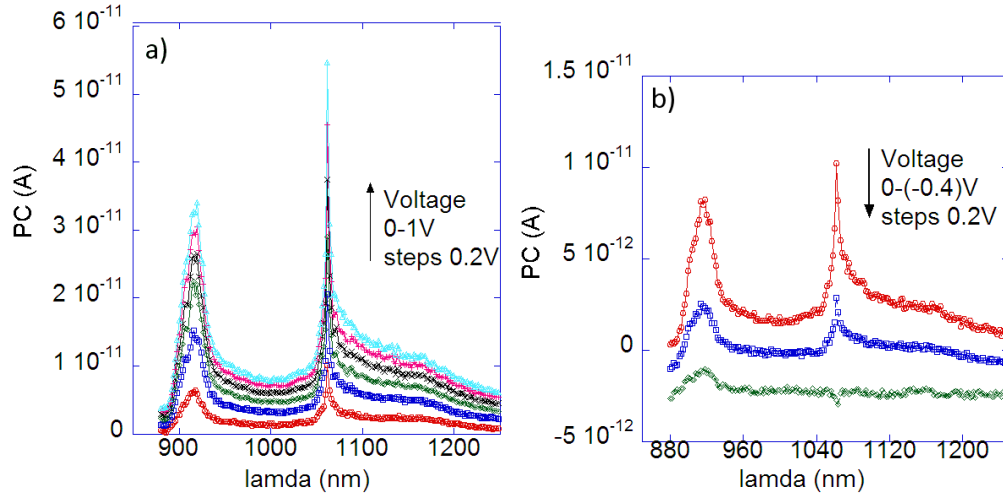 a)
6 10⁻¹¹
5 10⁻¹¹
4 10⁻¹¹
3 10⁻¹¹
2 10⁻¹¹
1 10⁻¹¹
0
PC (A)
900
1000
1100
1200
lamda (nm)
Voltage
0-1V
steps 0.2V
b)
1.5 10⁻¹¹
1 10⁻¹¹
5 10⁻¹²
0
-5 10⁻¹²
PC (A)
880
960
1040
1120
1200
lamda (nm)
Voltage
0-(-0.4)V
steps 0.2V